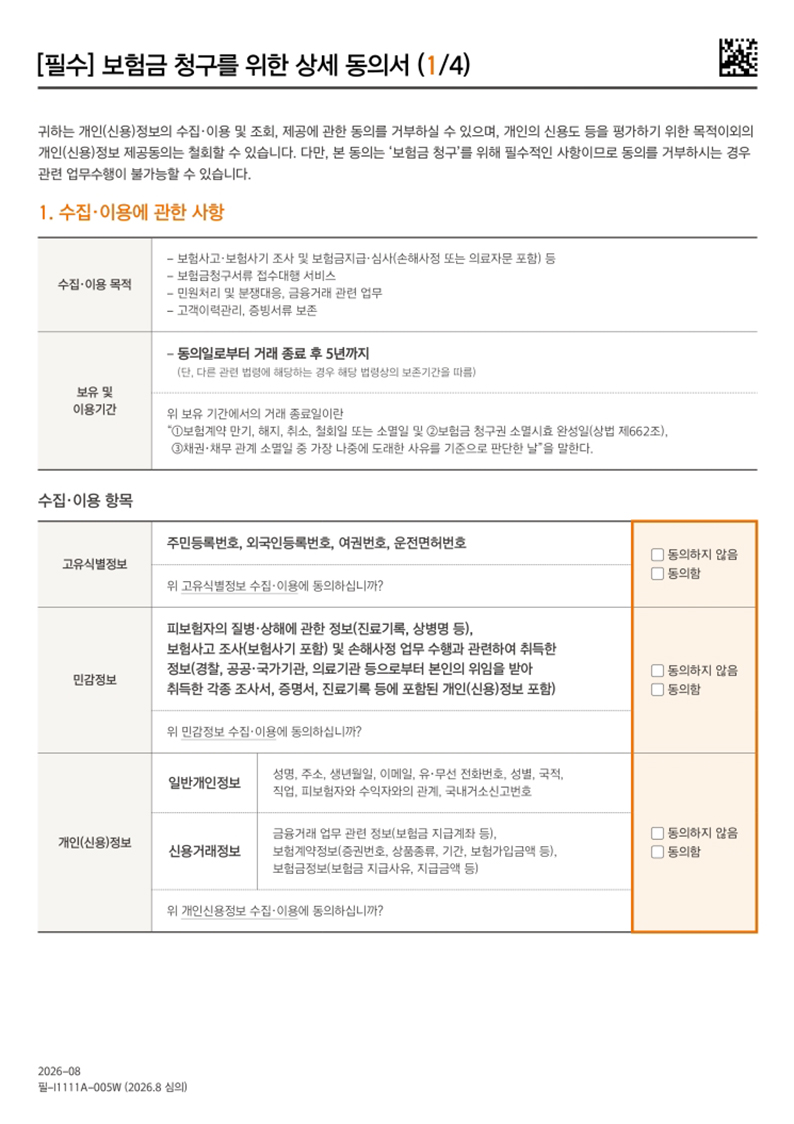 [필수] 보험금 청구를 위한 상세 동의서 (1/4)
귀하는 개인(신용)정보의 수집·이용 및 조회, 제공에 관한 동의를 거부하실 수 있으며, 개인의 신용도 등을 평가하기 위한 목적이외의
개인(신용)정보 제공동의는 철회할 수 있습니다. 다만, 본 동의는 ‘보험금 청구’를 위해 필수적인 사항이므로 동의를 거부하시는 경우
관련 업무수행이 불가능할 수 있습니다.
1. 수집·이용에 관한 사항
수집·이용 목적
– 보험사고·보험사기 조사 및 보험금지급·심사(손해사정 또는 의료자문 포함) 등
– 보험금청구서류 접수대행 서비스
– 민원처리 및 분쟁대응, 금융거래 관련 업무
– 고객이력관리, 증빙서류 보존
보유 및
이용기간
– 동의일로부터 거래 종료 후 5년까지
(단, 다른 관련 법령에 해당하는 경우 해당 법령상의 보존기간을 따름)
위 보유 기간에서의 거래 종료일이란
“①보험계약 만기, 해지, 취소, 철회일 또는 소멸일 및 ②보험금 청구권 소멸시효 완성일(상법 제662조),
③채권·채무 관계 소멸일 중 가장 나중에 도래한 사유를 기준으로 판단한 날”을 말한다.
수집·이용 항목
고유식별정보
주민등록번호, 외국인등록번호, 여권번호, 운전면허번호
위 고유식별정보 수집·이용에 동의하십니까?
동의하지 않음
동의함
민감정보
피보험자의 질병·상해에 관한 정보(진료기록, 상병명 등),
보험사고 조사(보험사기 포함) 및 손해사정 업무 수행과 관련하여 취득한
정보(경찰, 공공·국가기관, 의료기관 등으로부터 본인의 위임을 받아
취득한 각종 조사서, 증명서, 진료기록 등에 포함된 개인(신용)정보 포함)
위 민감정보 수집·이용에 동의하십니까?
동의하지 않음
동의함
개인(신용)정보
일반개인정보
성명, 주소, 생년월일, 이메일, 유·무선 전화번호, 성별, 국적,
직업, 피보험자와 수익자와의 관계, 국내거소신고번호
신용거래정보
금융거래 업무 관련 정보(보험금 지급계좌 등),
보험계약정보(증권번호, 상품종류, 기간, 보험가입금액 등),
보험금정보(보험금 지급사유, 지급금액 등)
위 개인신용정보 수집·이용에 동의하십니까?
동의하지 않음
동의함
2026–08
필–I1111A–005W (2026.8 심의)